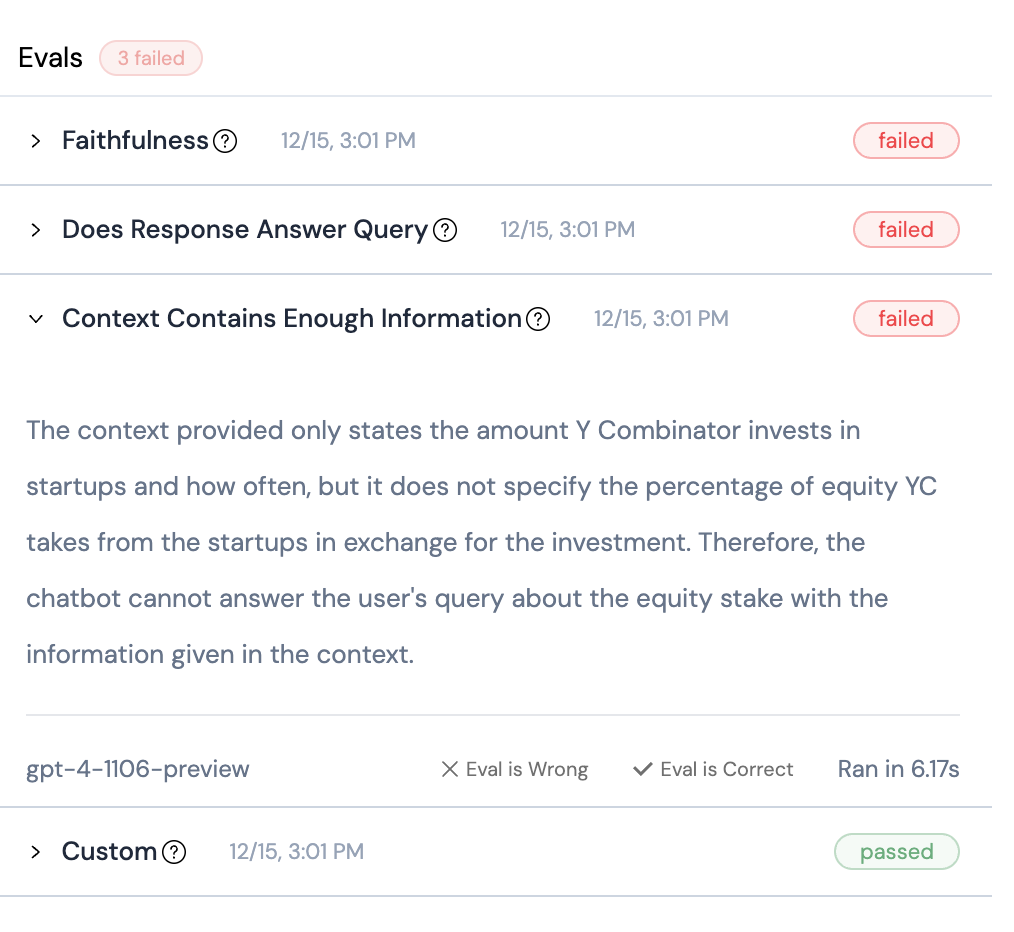 Evals 3 failed
Faithfulness ? 12/15, 3:01 PM failed
Does Response Answer Query ? 12/15, 3:01 PM failed
Context Contains Enough Information ? 12/15, 3:01 PM failed
The context provided only states the amount Y Combinator invests in
startups and how often, but it does not specify the percentage of equity YC
takes from the startups in exchange for the investment. Therefore, the
chatbot cannot answer the user's query about the equity stake with the
information given in the context.
gpt-4-1106-preview Eval is Wrong Eval is Correct Ran in 6.17s
Custom ? 12/15, 3:01 PM passed